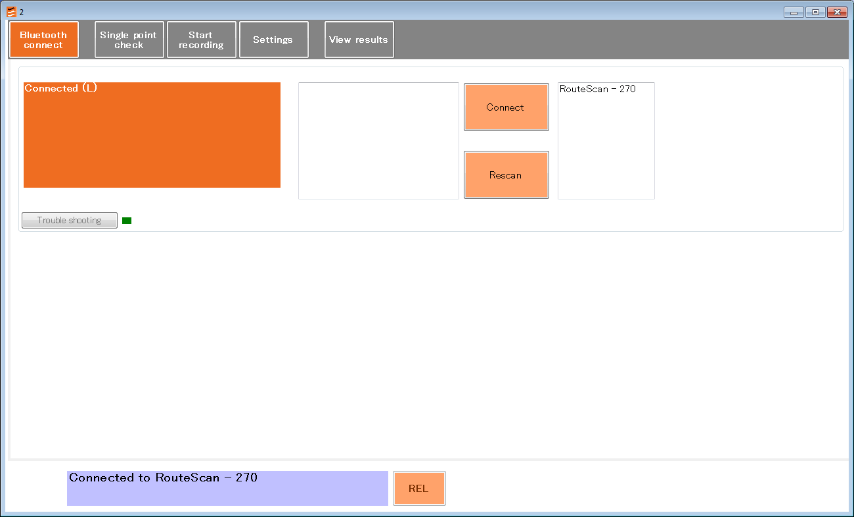 2
Bluetooth
connect
Single point
check
Start
recording
Settings
View results
Connected (L)
Connect
RouteScan - 270
Rescan
Trouble shooting
Connected to RouteScan - 270
REL